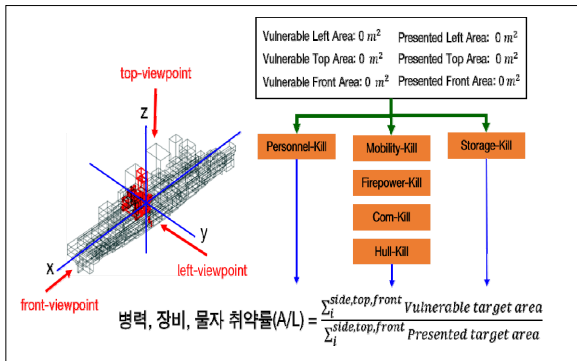 Vulnerable Left Area: 0 m² Presented Left Area: 0 m²
Vulnerable Top Area: 0 m² Presented Top Area: 0 m²
Vulnerable Front Area: 0 m² Presented Front Area: 0 m²
top-viewpoint
z
Personnel-Kill
Mobility-Kill
Storage-Kill
Firepower-Kill
Com-Kill
Hull-Kill
y
x
left-viewpoint
front-viewpoint
병력, 장비, 물자 취약률(A/L) = ∑ᵢ^{side,top,front} Vulnerable target area
∑ᵢ^{side,top,front} Presented target area